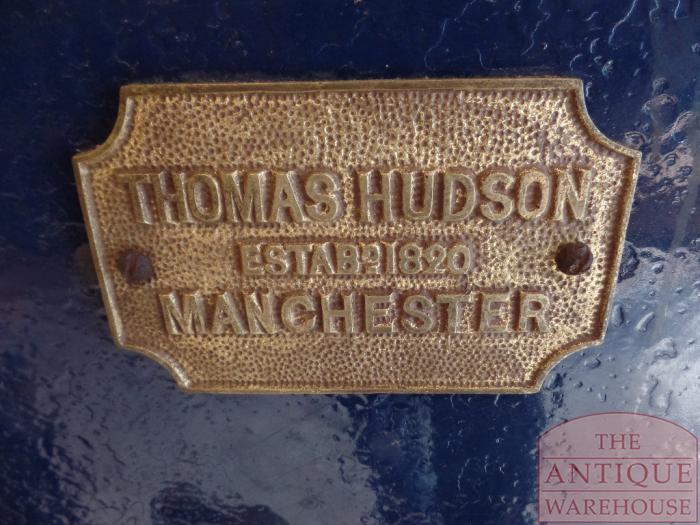 THOMAS HUDSON
ESTABD 1820
MANCHESTER
THE
ANTIQUE
WAREHOUSE